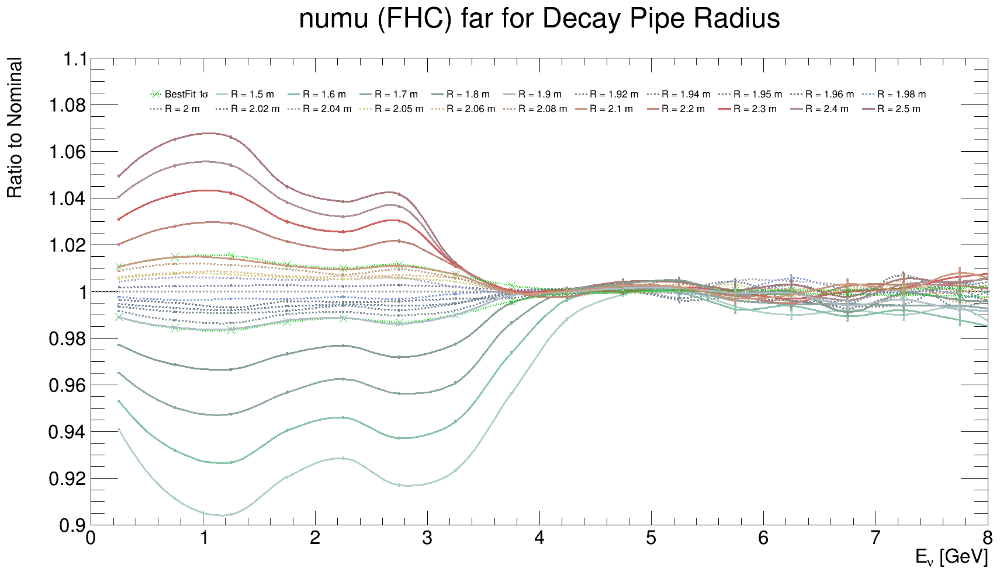 numu (FHC) far for Decay Pipe Radius
Ratio to Nominal
1.1
1.08
1.06
1.04
1.02
1
0.98
0.96
0.94
0.92
0.9
BestFit 1σ R = 1.5 m R = 1.6 m R = 1.7 m R = 1.8 m R = 1.9 m R = 1.92 m R = 1.94 m R = 1.95 m R = 1.96 m R = 1.98 m
R = 2 m R = 2.02 m R = 2.04 m R = 2.05 m R = 2.06 m R = 2.08 m R = 2.1 m R = 2.2 m R = 2.3 m R = 2.4 m R = 2.5 m
0 1 2 3 4 5 6 7 8
Eν [GeV]